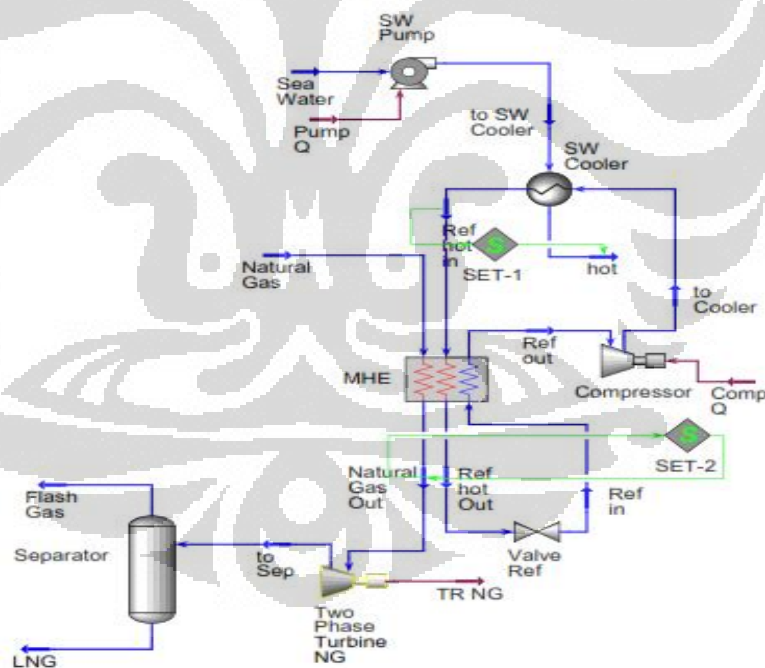 SW
Pump
Sea
Water
Pump
Q
to SW
Cooler
SW
Cooler
Ref
hot
in
S
SET-1
hot
Natural
Gas
to
Cooler
MHE
Ref
out
Compressor
Comp
Q
S
SET-2
Natural
Gas
Out
Ref
hot
Out
Ref
in
Flash
Gas
Separator
to
Sep
Valve
Ref
TR NG
Two
Phase
Turbine
NG
LNG